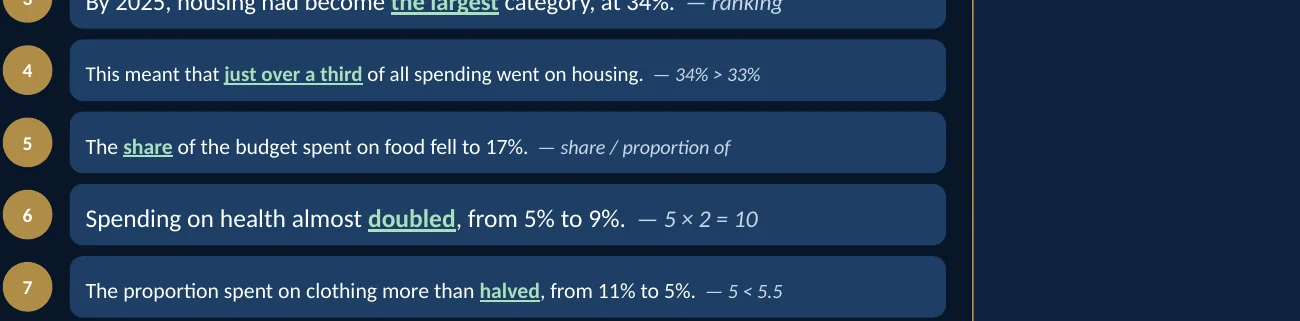 3 By 2025, housing had become the largest category, at 34%. — ranking
4 This meant that just over a third of all spending went on housing. — 34% > 33%
5 The share of the budget spent on food fell to 17%. — share / proportion of
6 Spending on health almost doubled, from 5% to 9%. — 5 × 2 = 10
7 The proportion spent on clothing more than halved, from 11% to 5%. — 5 < 5.5